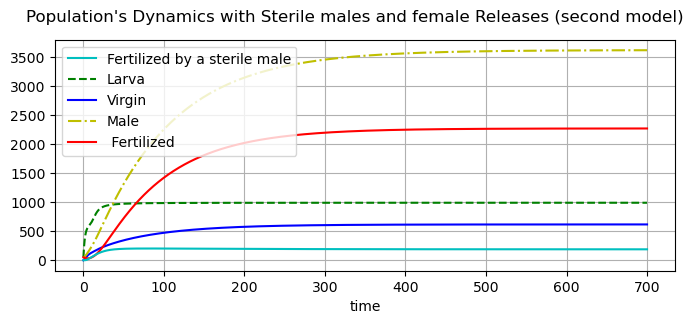 Population's Dynamics with Sterile males and female Releases (second model)
3500
3000
2500
2000
1500
1000
500
0
Fertilized by a sterile male
Larva
Virgin
Male
Fertilized
0 100 200 300 400 500 600 700
time